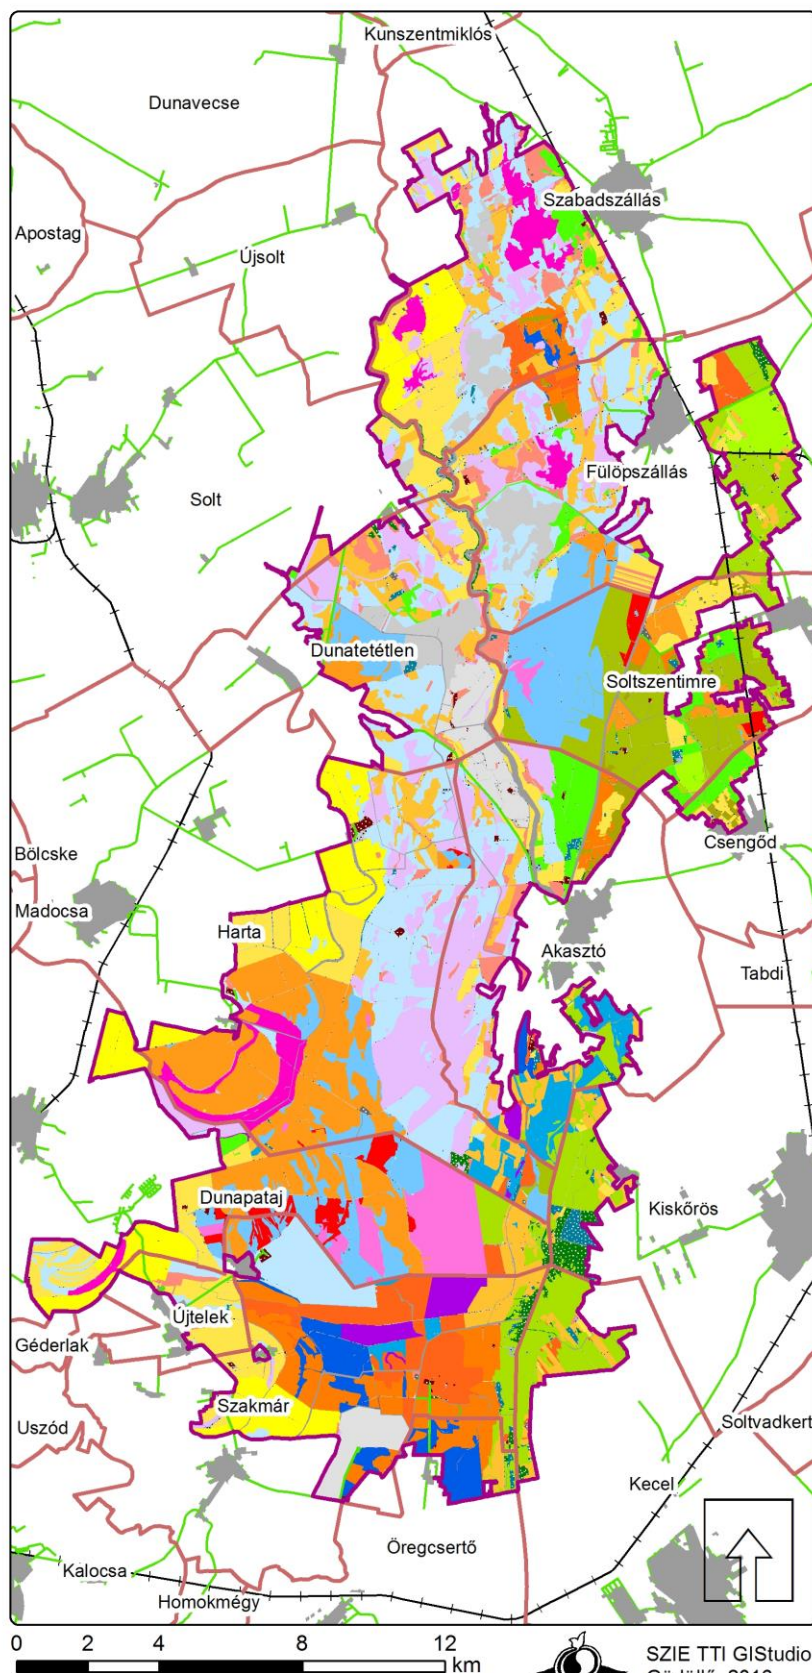 Kunszentmiklós
Dunavecse
Szabadszállás
Apostag
Újsolt
Fülöpszállás
Solt
Dunatetétlen
Soltszentimre
Csengőd
Bölcske
Madocsa
Harta
Akasztó
Tabdi
Dunapataj
Kiskőrös
Újtelek
Géderlak
Szakmár
Uszód
Soltvadkert
Kecel
Öregcsertő
Kalocsa
Homokmégy
0 2 4 8 12
km
SZIE TTI GIStudio